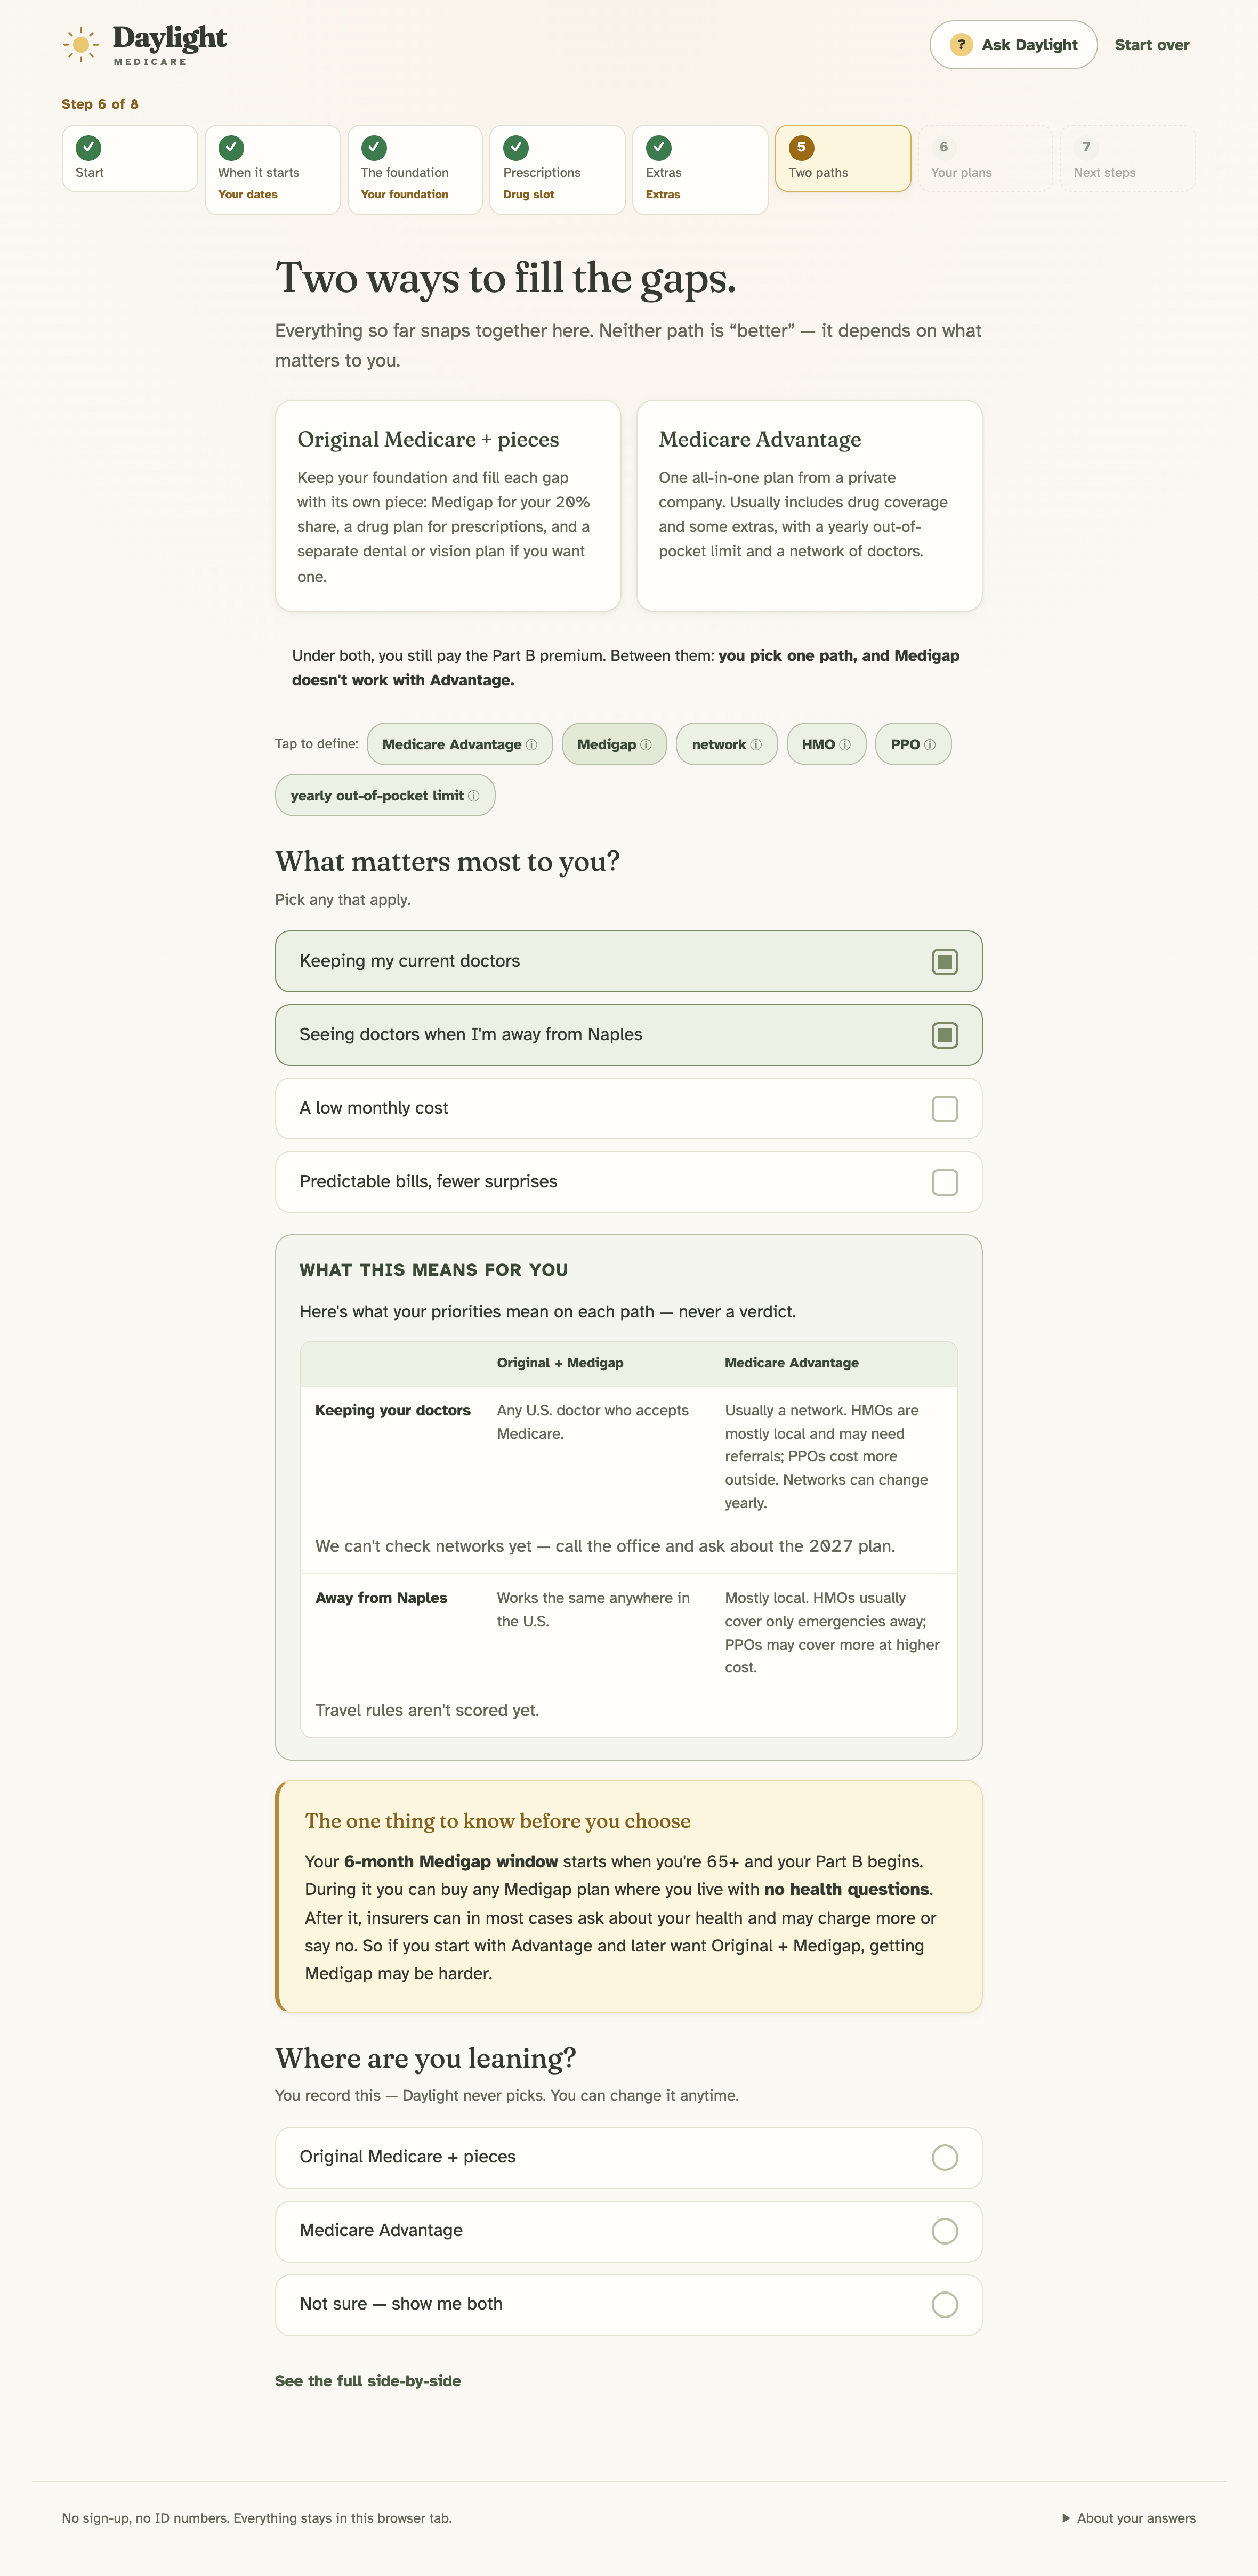 Daylight
MEDICARE
? Ask Daylight
Start over
Step 6 of 8
Start
When it starts
Your dates
The foundation
Your foundation
Prescriptions
Drug slot
Extras
Extras
5
Two paths
6
Your plans
7
Next steps
Two ways to fill the gaps.
Everything so far snaps together here. Neither path is “better” — it depends on what
matters to you.
Original Medicare + pieces
Keep your foundation and fill each gap
with its own piece: Medigap for your 20%
share, a drug plan for prescriptions, and a
separate dental or vision plan if you want
one.
Medicare Advantage
One all-in-one plan from a private
company. Usually includes drug coverage
and some extras, with a yearly out-of-
pocket limit and a network of doctors.
Under both, you still pay the Part B premium. Between them: you pick one path, and Medigap
doesn't work with Advantage.
Tap to define: Medicare Advantage ⓘ Medigap ⓘ network ⓘ HMO ⓘ PPO ⓘ
yearly out-of-pocket limit ⓘ
What matters most to you?
Pick any that apply.
Keeping my current doctors
Seeing doctors when I'm away from Naples
A low monthly cost
Predictable bills, fewer surprises
WHAT THIS MEANS FOR YOU
Here's what your priorities mean on each path — never a verdict.
Original + Medigap
Medicare Advantage
Keeping your doctors
Any U.S. doctor who accepts
Medicare.
Usually a network. HMOs are
mostly local and may need
referrals; PPOs cost more
outside. Networks can change
yearly.
We can't check networks yet — call the office and ask about the 2027 plan.
Away from Naples
Works the same anywhere in
the U.S.
Mostly local. HMOs usually
cover only emergencies away;
PPOs may cover more at higher
cost.
Travel rules aren't scored yet.
The one thing to know before you choose
Your 6-month Medigap window starts when you're 65+ and your Part B begins.
During it you can buy any Medigap plan where you live with no health questions.
After it, insurers can in most cases ask about your health and may charge more or
say no. So if you start with Advantage and later want Original + Medigap, getting
Medigap may be harder.
Where are you leaning?
You record this — Daylight never picks. You can change it anytime.
Original Medicare + pieces
Medicare Advantage
Not sure — show me both
See the full side-by-side
No sign-up, no ID numbers. Everything stays in this browser tab.
About your answers